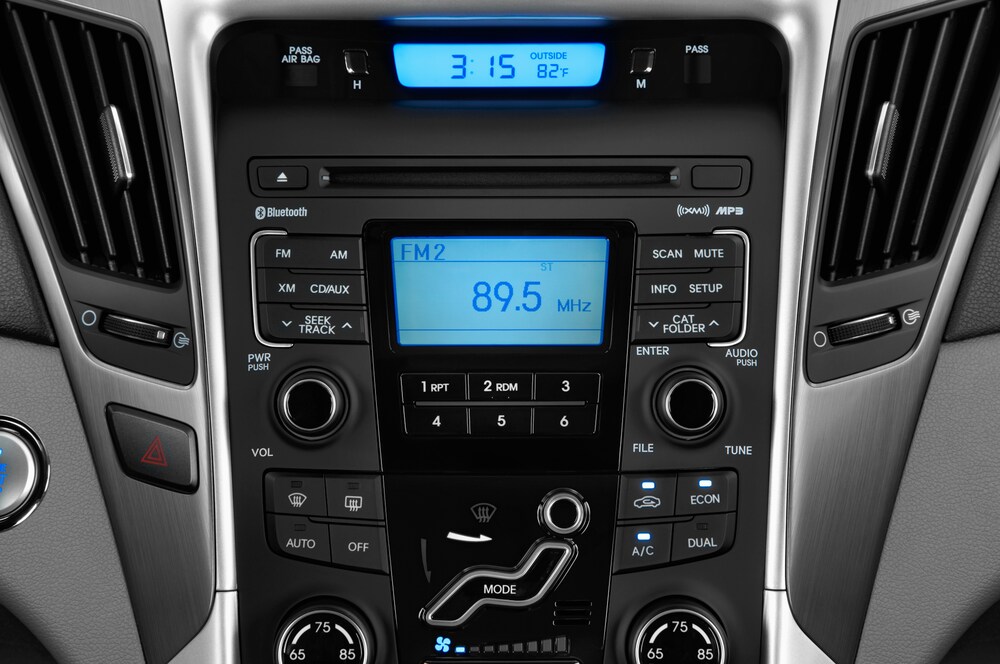 PASS
AIR BAG
H
3:15
OUTSIDE
82°F
M
PASS
Bluetooth
((XM)) MP3
FM AM
XM CD/AUX
SEEK
TRACK
FM2
ST
89.5 MHz
SCAN MUTE
INFO SETUP
CAT
FOLDER
PWR
PUSH
VOL
1 RPT 2 RDM 3
4 5 6
ENTER
AUDIO
PUSH
FILE
TUNE
AUTO OFF
MODE
ECON
A/C DUAL
75
65 85
75
65 85